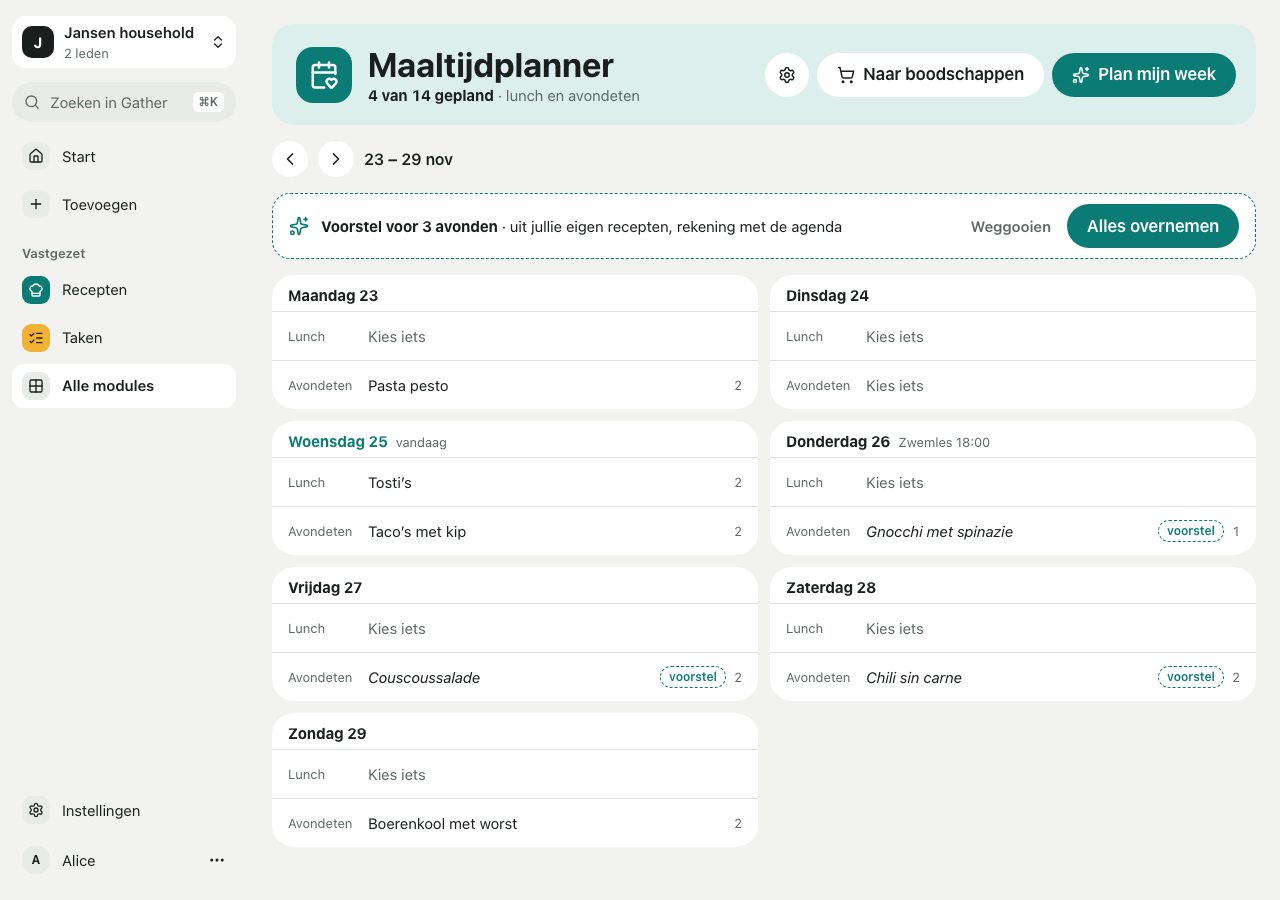 J
Jansen household
2 leden
Zoeken in Gather ⌘K
Start
Toevoegen
Vastgezet
Recepten
Taken
Alle modules
Instellingen
A Alice
Maaltijdplanner
4 van 14 gepland · lunch en avondeten
Naar boodschappen
Plan mijn week
23 – 29 nov
Voorstel voor 3 avonden · uit jullie eigen recepten, rekening met de agenda
Weggooien
Alles overnemen
Maandag 23
Lunch Kies iets
Avondeten Pasta pesto 2
Dinsdag 24
Lunch Kies iets
Avondeten Kies iets
Woensdag 25 vandaag
Lunch Tosti’s 2
Avondeten Taco’s met kip 2
Donderdag 26 Zwemles 18:00
Lunch Kies iets
Avondeten Gnocchi met spinazie voorstel 1
Vrijdag 27
Lunch Kies iets
Avondeten Couscoussalade voorstel 2
Zaterdag 28
Lunch Kies iets
Avondeten Chili sin carne voorstel 2
Zondag 29
Lunch Kies iets
Avondeten Boerenkool met worst 2